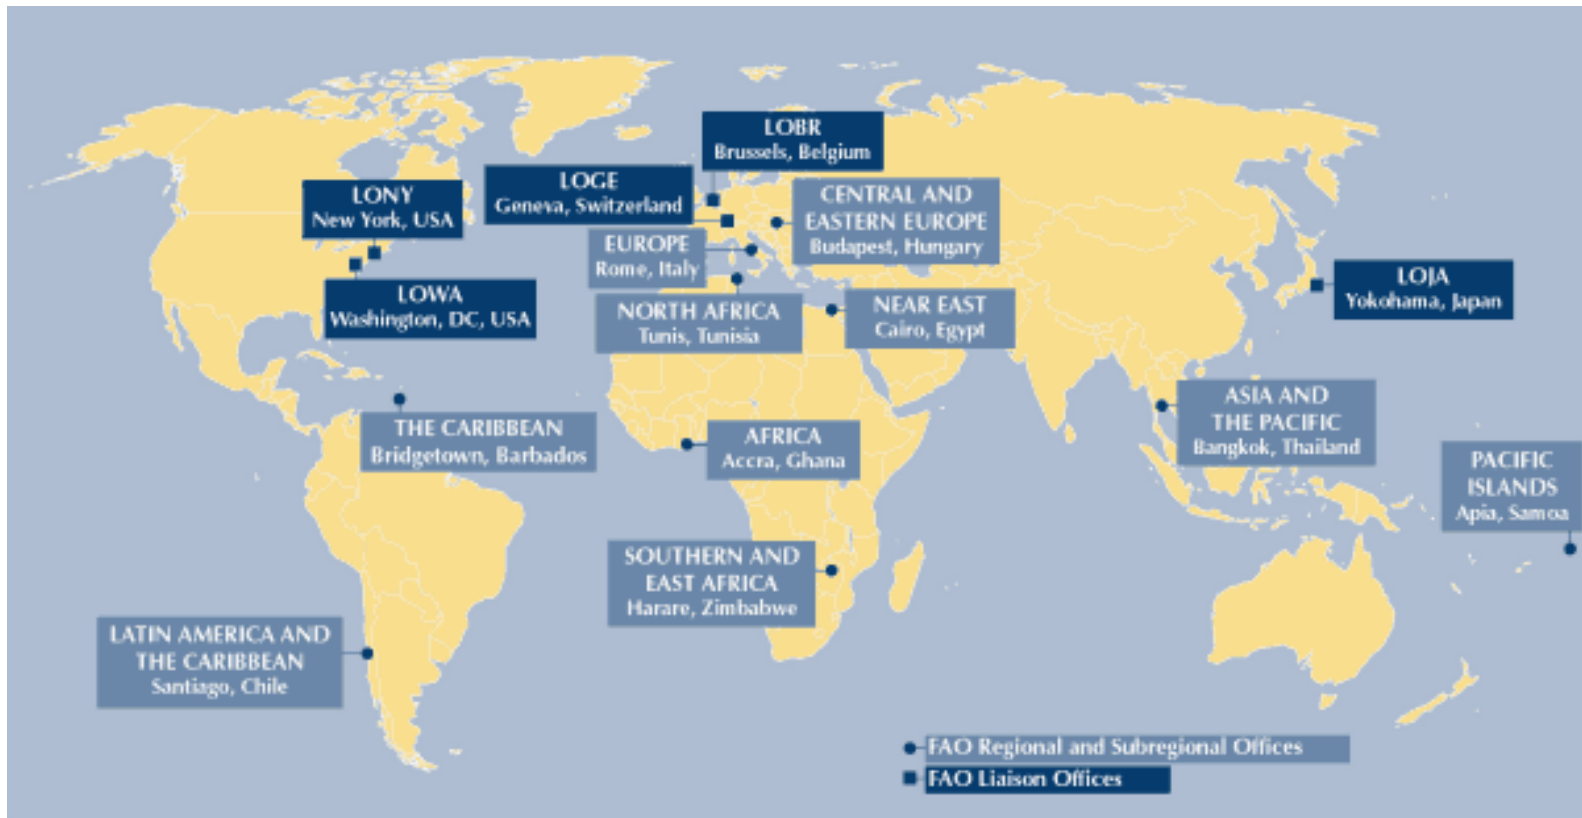 LOBR
Brussels, Belgium
LOGE
Geneva, Switzerland
LONY
New York, USA
CENTRAL AND
EASTERN EUROPE
Budapest, Hungary
EUROPE
Rome, Italy
LOWA
Washington, DC, USA
NORTH AFRICA
Tunis, Tunisia
NEAR EAST
Cairo, Egypt
LOJA
Yokohama, Japan
THE CARIBBEAN
Bridgetown, Barbados
AFRICA
Accra, Ghana
ASIA AND
THE PACIFIC
Bangkok, Thailand
PACIFIC
ISLANDS
Apia, Samoa
SOUTHERN AND
EAST AFRICA
Harare, Zimbabwe
LATIN AMERICA AND
THE CARIBBEAN
Santiago, Chile
FAO Regional and Subregional Offices
FAO Liaison Offices